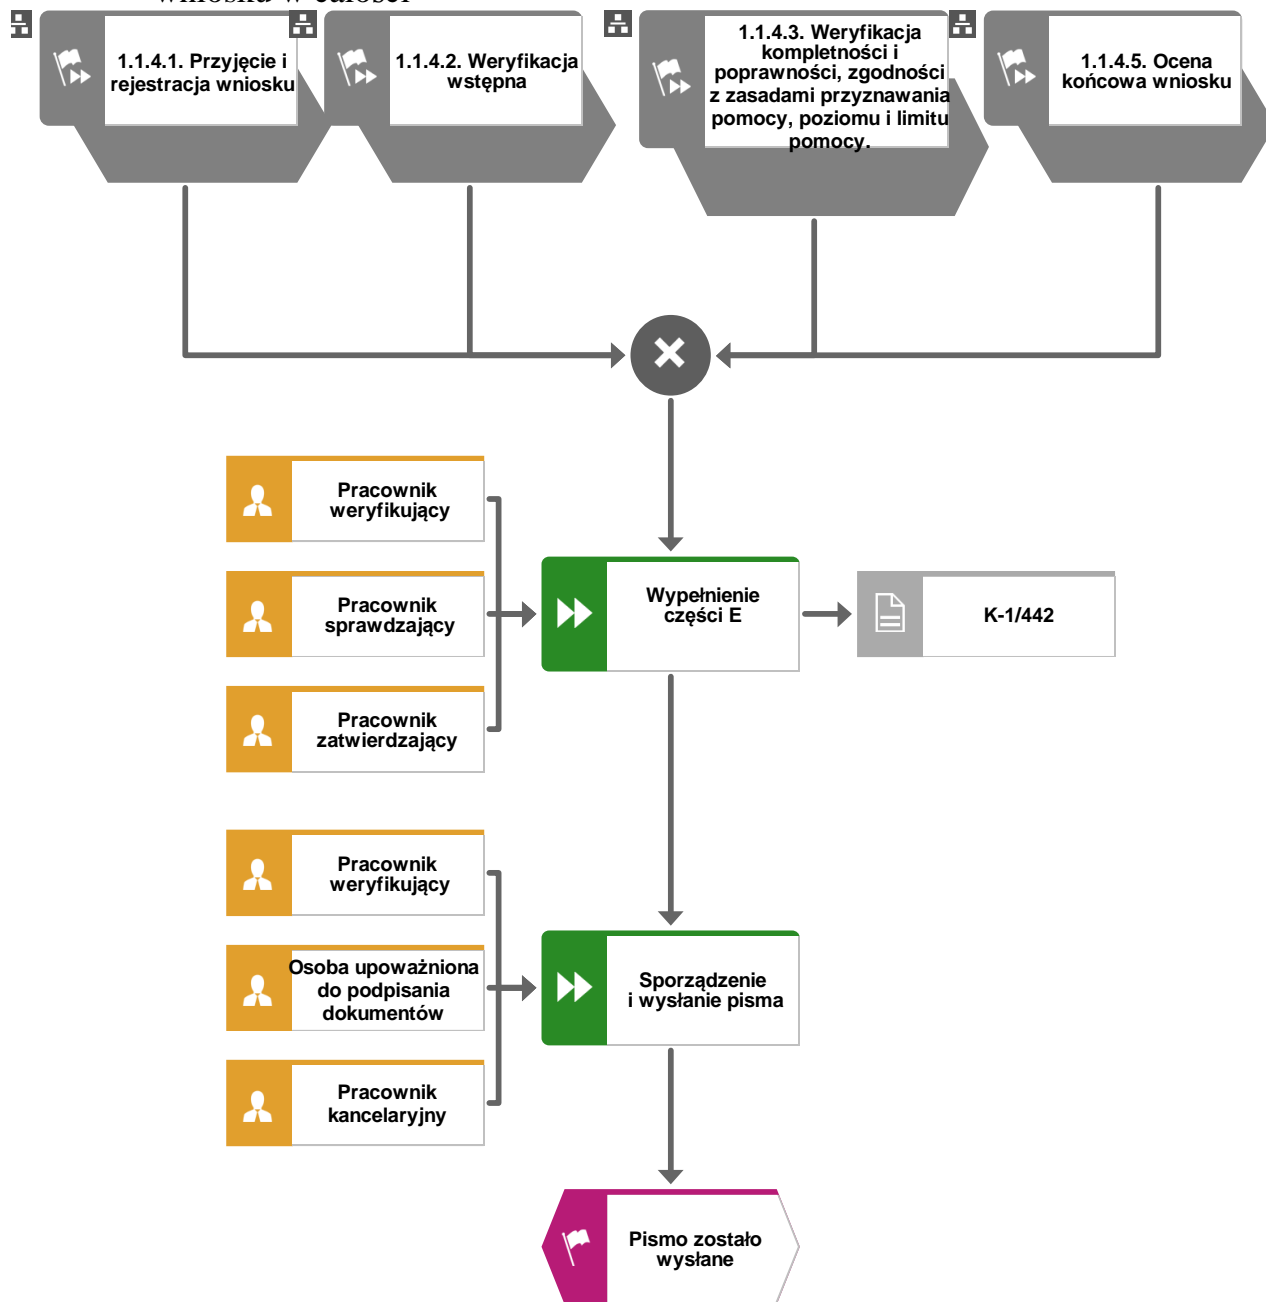 wniosku w całości
1.1.4.1. Przyjęcie i
rejestracja wniosku
1.1.4.2. Weryfikacja
wstępna
1.1.4.3. Weryfikacja
kompletności i
poprawności, zgodności
z zasadami przyznawania
pomocy, poziomu i limitu
pomocy.
1.1.4.5. Ocena
końcowa wniosku
Pracownik
weryfikujący
Pracownik
sprawdzający
Pracownik
zatwierdzający
Wypełnienie
części E
K-1/442
Pracownik
weryfikujący
Osoba upoważniona
do podpisania
dokumentów
Pracownik
kancelaryjny
Sporządzenie
i wysłanie pisma
Pismo zostało
wysłane